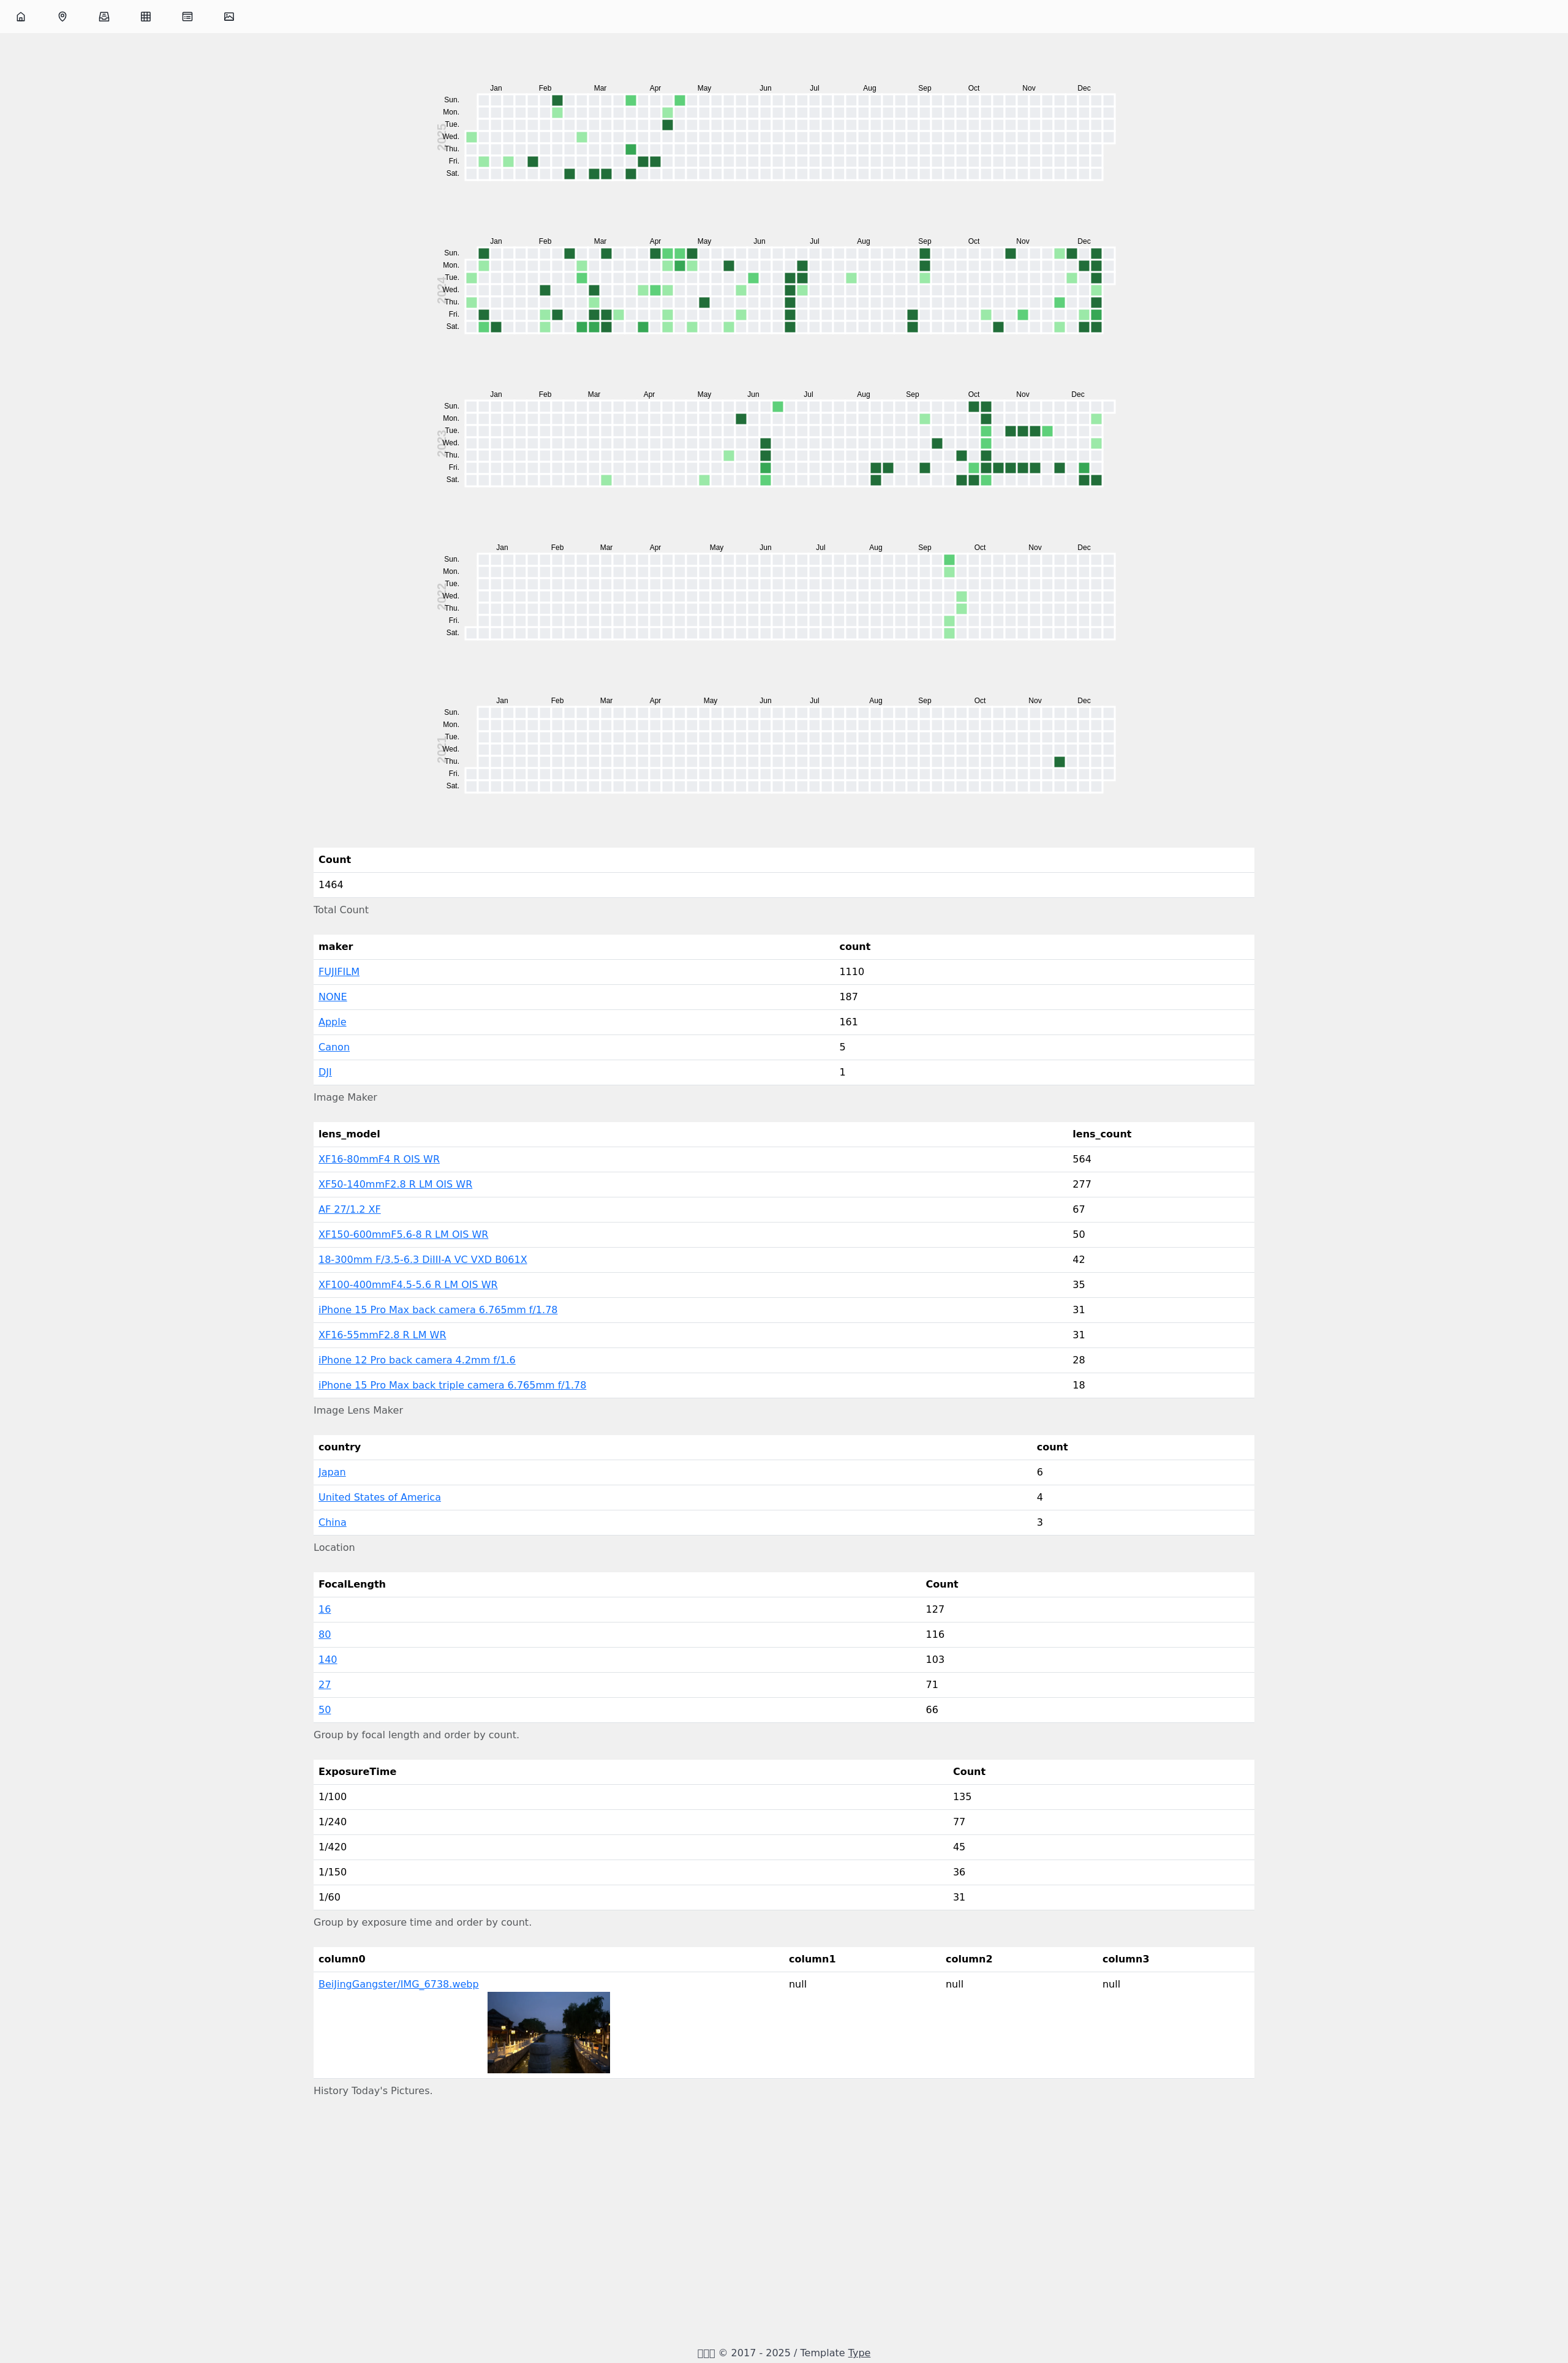 Jan Feb Mar Apr May Jun Jul Aug Sep Oct Nov Dec
2025
Sun.
Mon.
Tue.
Wed.
Thu.
Fri.
Sat.
Jan Feb Mar Apr May Jun Jul Aug Sep Oct Nov Dec
2024
Sun.
Mon.
Tue.
Wed.
Thu.
Fri.
Sat.
Jan Feb Mar Apr May Jun Jul Aug Sep Oct Nov Dec
2023
Sun.
Mon.
Tue.
Wed.
Thu.
Fri.
Sat.
Jan Feb Mar Apr May Jun Jul Aug Sep Oct Nov Dec
2022
Sun.
Mon.
Tue.
Wed.
Thu.
Fri.
Sat.
Jan Feb Mar Apr May Jun Jul Aug Sep Oct Nov Dec
2021
Sun.
Mon.
Tue.
Wed.
Thu.
Fri.
Sat.
Count
1464
Total Count
maker count
FUJIFILM 1110
NONE 187
Apple 161
Canon 5
DJI 1
Image Maker
lens_model lens_count
XF16-80mmF4 R OIS WR 564
XF50-140mmF2.8 R LM OIS WR 277
AF 27/1.2 XF 67
XF150-600mmF5.6-8 R LM OIS WR 50
18-300mm F/3.5-6.3 DiIII-A VC VXD B061X 42
XF100-400mmF4.5-5.6 R LM OIS WR 35
iPhone 15 Pro Max back camera 6.765mm f/1.78 31
XF16-55mmF2.8 R LM WR 31
iPhone 12 Pro back camera 4.2mm f/1.6 28
iPhone 15 Pro Max back triple camera 6.765mm f/1.78 18
Image Lens Maker
country count
Japan 6
United States of America 4
China 3
Location
FocalLength Count
16 127
80 116
140 103
27 71
50 66
Group by focal length and order by count.
ExposureTime Count
1/100 135
1/240 77
1/420 45
1/150 36
1/60 31
Group by exposure time and order by count.
column0 column1 column2 column3
BeiJingGangster/IMG_6738.webp null null null
History Today's Pictures.
© 2017 - 2025 / Template Type